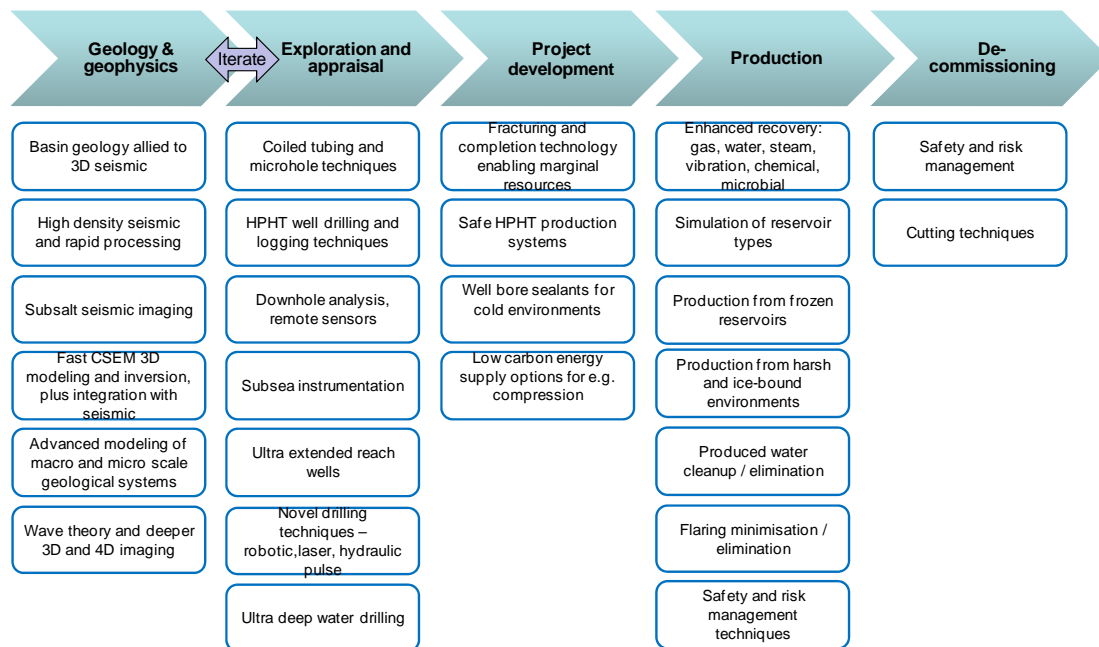 Geology &
geophysics
Iterate
Exploration and
appraisal
Project
development
Production
De-
commissioning
Basin geology allied to
3D seismic
High density seismic
and rapid processing
Subsalt seismic imaging
Fast CSEM 3D
modeling and inversion,
plus integration with
seismic
Advanced modeling of
macro and micro scale
geological systems
Wave theory and deeper
3D and 4D imaging
Coiled tubing and
microhole techniques
HPHT well drilling and
logging techniques
Downhole analysis,
remote sensors
Subsea instrumentation
Ultra extended reach
wells
Novel drilling
techniques –
robotic,laser, hydraulic
pulse
Ultra deep water drilling
Fracturing and
completion technology
enabling marginal
resources
Safe HPHT production
systems
Well bore sealants for
cold environments
Low carbon energy
supply options for e.g.
compression
Enhanced recovery:
gas, water, steam,
vibration, chemical,
microbial
Simulation of reservoir
types
Production from frozen
reservoirs
Production from harsh
and ice-bound
environments
Produced water
cleanup / elimination
Flaring minimisation /
elimination
Safety and risk
management
techniques
Safety and risk
management
Cutting techniques